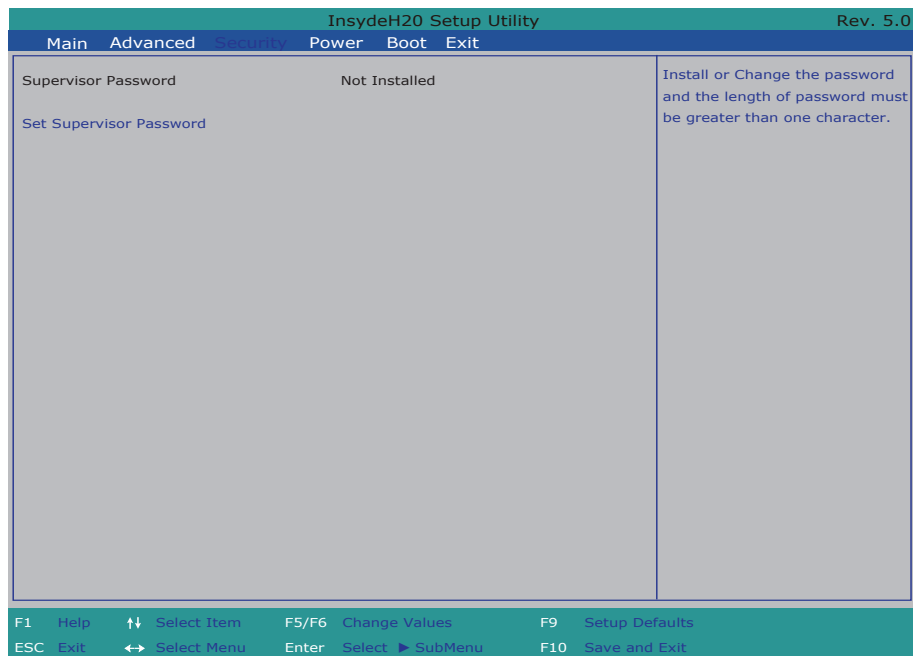 InsydeH20 Setup Utility Rev. 5.0
Main Advanced Security Power Boot Exit
Supervisor Password Not Installed
Set Supervisor Password
Install or Change the password
and the length of password must
be greater than one character.
F1 Help ↑↓ Select Item F5/F6 Change Values F9 Setup Defaults
ESC Exit ↔ Select Menu Enter Select ▶ SubMenu F10 Save and Exit